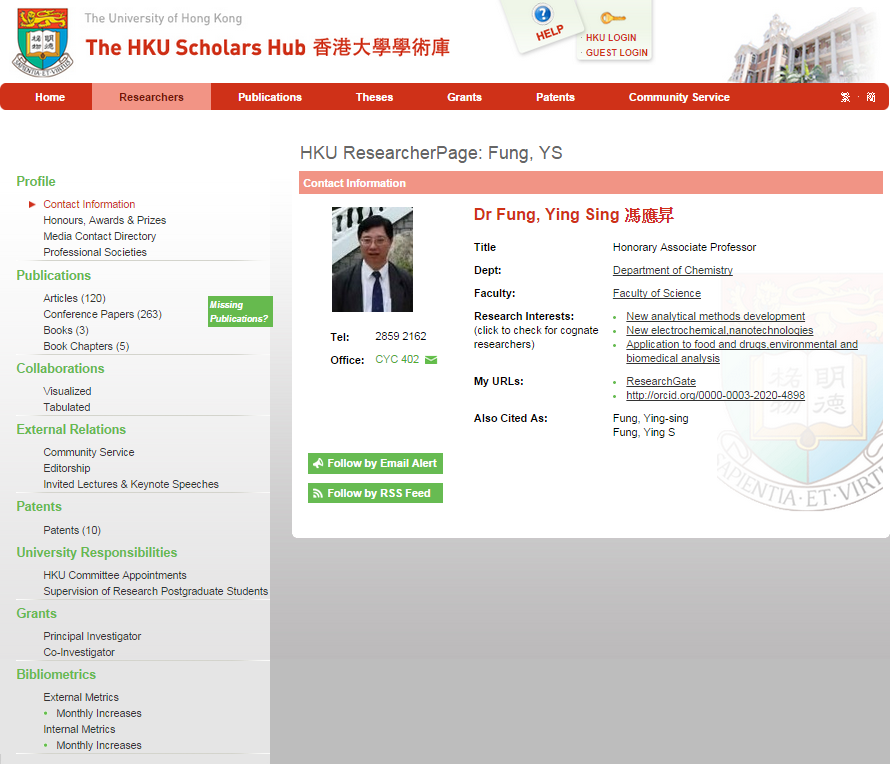 The University of Hong Kong
The HKU Scholars Hub 香港大學學術庫
HELP
· HKU LOGIN
· GUEST LOGIN
Home Researchers Publications Theses Grants Patents Community Service 繁 · 簡
HKU ResearcherPage: Fung, YS
Profile
Contact Information
Honours, Awards & Prizes
Media Contact Directory
Professional Societies
Publications
Articles (120)
Conference Papers (263)
Books (3)
Book Chapters (5)
Missing
Publications?
Collaborations
Visualized
Tabulated
External Relations
Community Service
Editorship
Invited Lectures & Keynote Speeches
Patents
Patents (10)
University Responsibilities
HKU Committee Appointments
Supervision of Research Postgraduate Students
Grants
Principal Investigator
Co-Investigator
Bibliometrics
External Metrics
• Monthly Increases
Internal Metrics
• Monthly Increases
Contact Information
Tel: 2859 2162
Office: CYC 402
Follow by Email Alert
Follow by RSS Feed
Dr Fung, Ying Sing 馮應昇
Title Honorary Associate Professor
Dept: Department of Chemistry
Faculty: Faculty of Science
Research Interests:
(click to check for cognate
researchers)
• New analytical methods development
• New electrochemical,nanotechnologies
• Application to food and drugs,environmental and
biomedical analysis
My URLs:
• ResearchGate
• http://orcid.org/0000-0003-2020-4898
Also Cited As: Fung, Ying-sing
Fung, Ying S
明
德
格
物
SAPIENTIA·ET·VIRTU